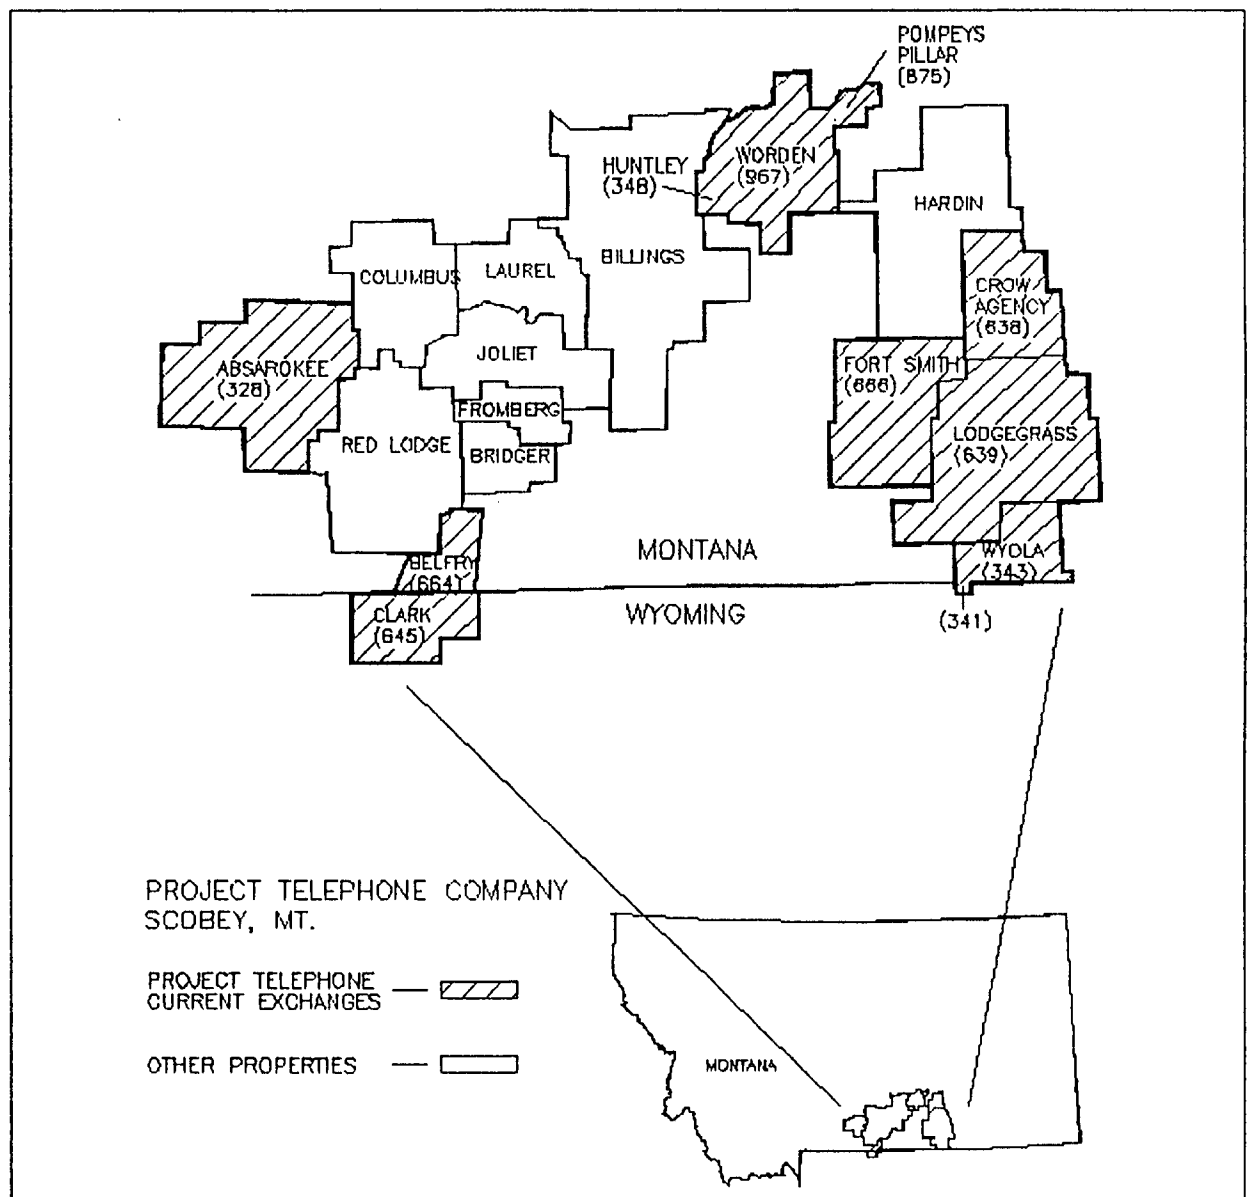 POMPEYS
PILLAR
(875)
HUNTLEY
(348)
WORDEN
(967)
HARDIN
COLUMBUS
LAUREL
BILLINGS
CROW
AGENCY
(638)
ABSAROKEE
(328)
JOLIET
FORT SMITH
(666)
FROMBERG
RED LODGE
BRIDGER
LODGEGRASS
(639)
BELFRY
(664)
MONTANA
WYOLA
(343)
CLARK
(645)
WYOMING
(341)
PROJECT TELEPHONE COMPANY
SCOBEY, MT.
PROJECT TELEPHONE
CURRENT EXCHANGES
OTHER PROPERTIES
MONTANA